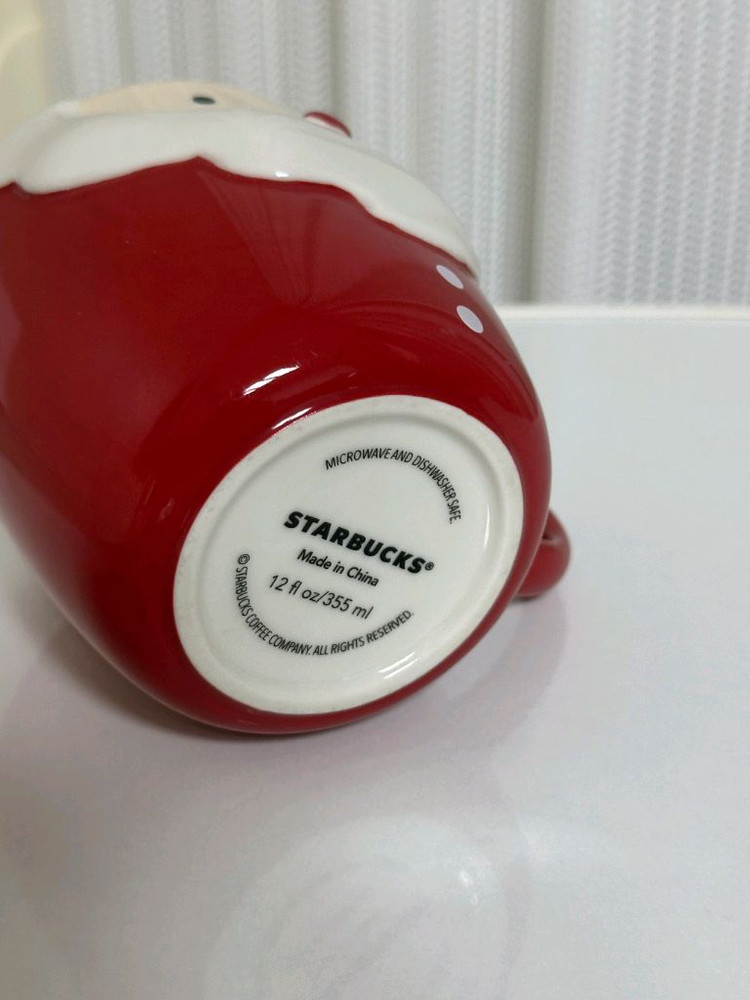 MICROWAVE AND DISHWASHER SAFE.
STARBUCKS®
Made in China
12 fl oz/355 ml
© STARBUCKS COFFEE COMPANY. ALL RIGHTS RESERVED.